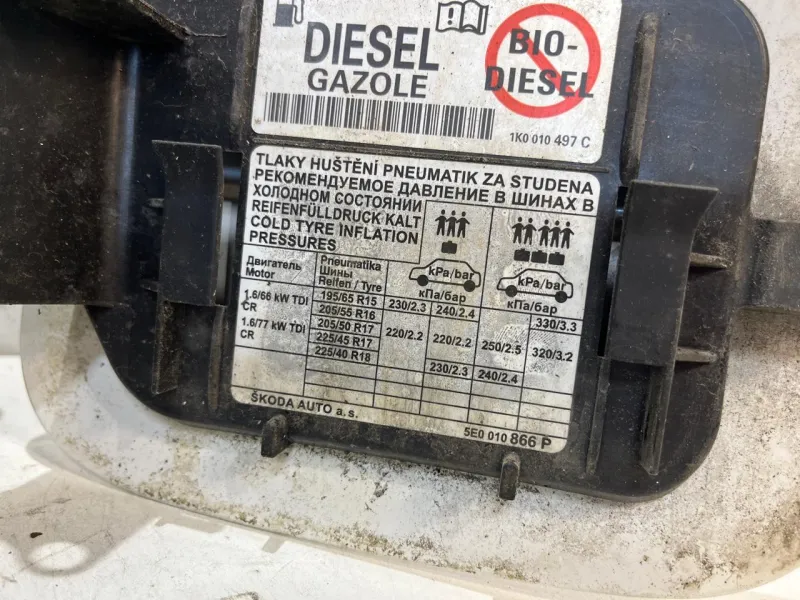 DIESEL
GAZOLE
BIO-
DIESEL
1K0 010 497 C
TLAKY HUŠTĚNÍ PNEUMATIK ZA STUDENA
РЕКОМЕНДУЕМОЕ ДАВЛЕНИЕ В ШИНАХ В
ХОЛОДНОМ СОСТОЯНИИ
REIFENFÜLLDRUCK KALT
COLD TYRE INFLATION
PRESSURES
Двигатель
Motor
Pneumatika
Шины
Reifen / Tyre
kPa/bar
кПа/бар
kPa/bar
кПа/бар
1.6/66 kW TDI
CR
1.6/77 kW TDI
CR
195/65 R15 230/2.3 240/2.4 330/3.3
205/55 R16
205/50 R17 220/2.2 220/2.2 250/2.5 320/3.2
225/45 R17
225/40 R18 230/2.3 240/2.4
ŠKODA AUTO a.s.
5E0 010 866 P